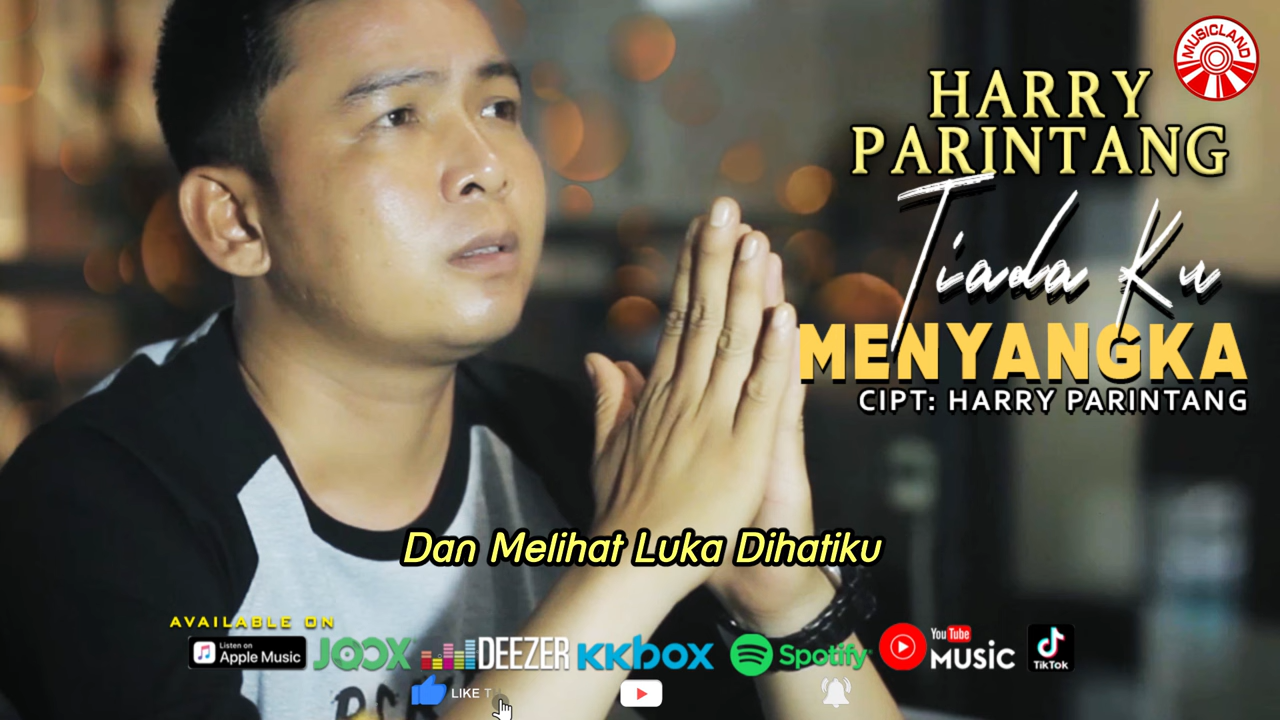 MUSICLAND
HARRY
PARINTANG
Tiada Ku
MENYANGKA
CIPT: HARRY PARINTANG
Dan Melihat Luka Dihatiku
AVAILABLE ON
Listen on
Apple Music
JOOX
DEEZER
KKBOX
Spotify
YouTube
MUSIC
TikTok
LIKE T